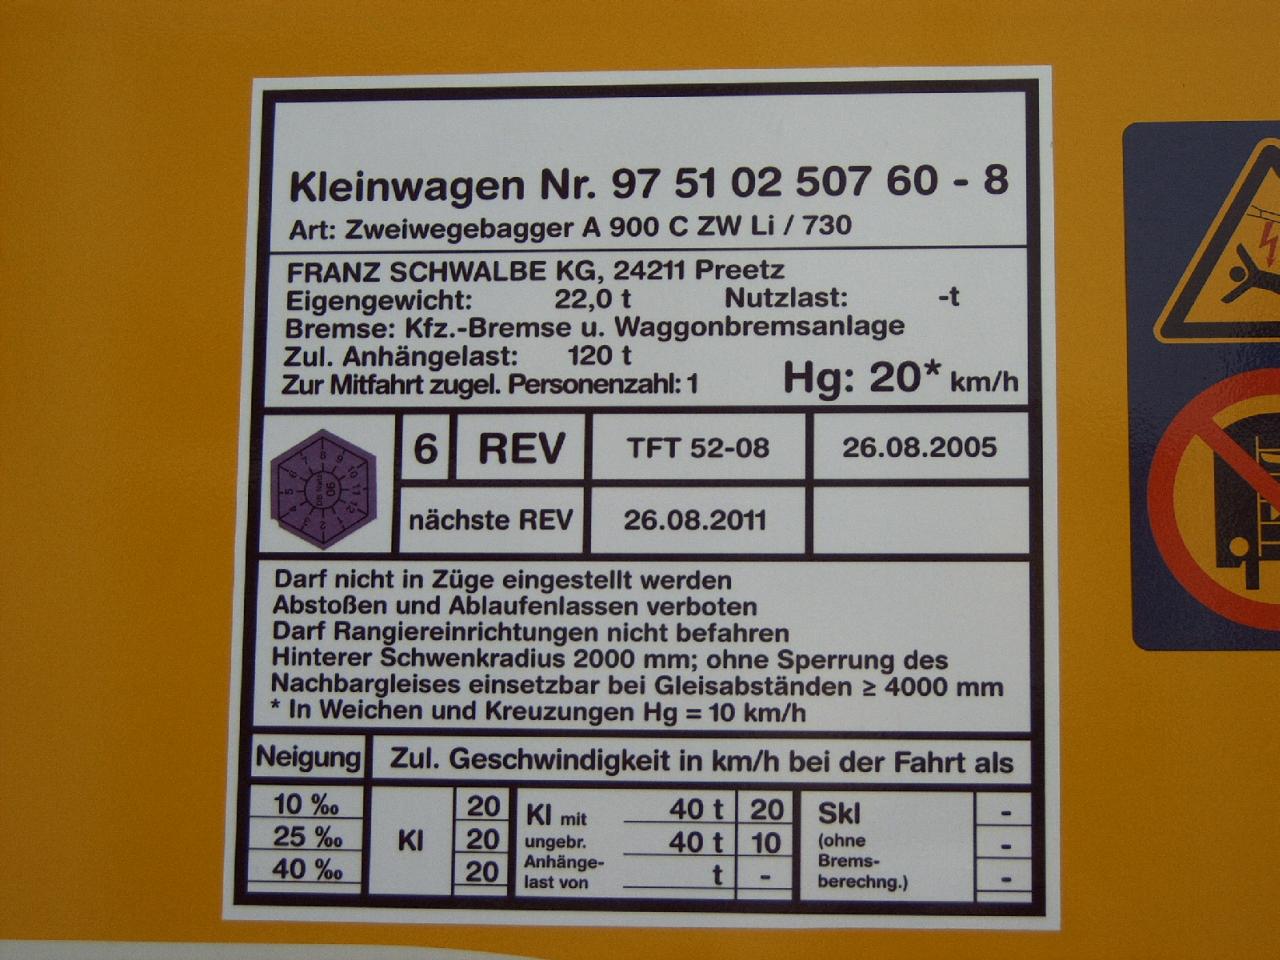 Kleinwagen Nr. 97 51 02 507 60 - 8
Art: Zweiwegebagger A 900 C ZW Li / 730
FRANZ SCHWALBE KG, 24211 Preetz
Eigengewicht: 22,0 t Nutzlast: -t
Bremse: Kfz.-Bremse u. Waggonbremsanlage
Zul. Anhängelast: 120 t
Zur Mitfahrt zugel. Personenzahl: 1 Hg: 20* km/h
6 REV TFT 52-08 26.08.2005
nächste REV 26.08.2011
Darf nicht in Züge eingestellt werden
Abstoßen und Ablaufenlassen verboten
Darf Rangiereinrichtungen nicht befahren
Hinterer Schwenkradius 2000 mm; ohne Sperrung des
Nachbargleises einsetzbar bei Gleisabständen ≥ 4000 mm
* In Weichen und Kreuzungen Hg = 10 km/h
Neigung Zul. Geschwindigkeit in km/h bei der Fahrt als
10 ‰ 20 Kl mit 40 t 20 Skl -
25 ‰ Kl 20 ungebr. 40 t 10 (ohne -
40 ‰ 20 Anhänge- t - Brems- -
last von berechng.)